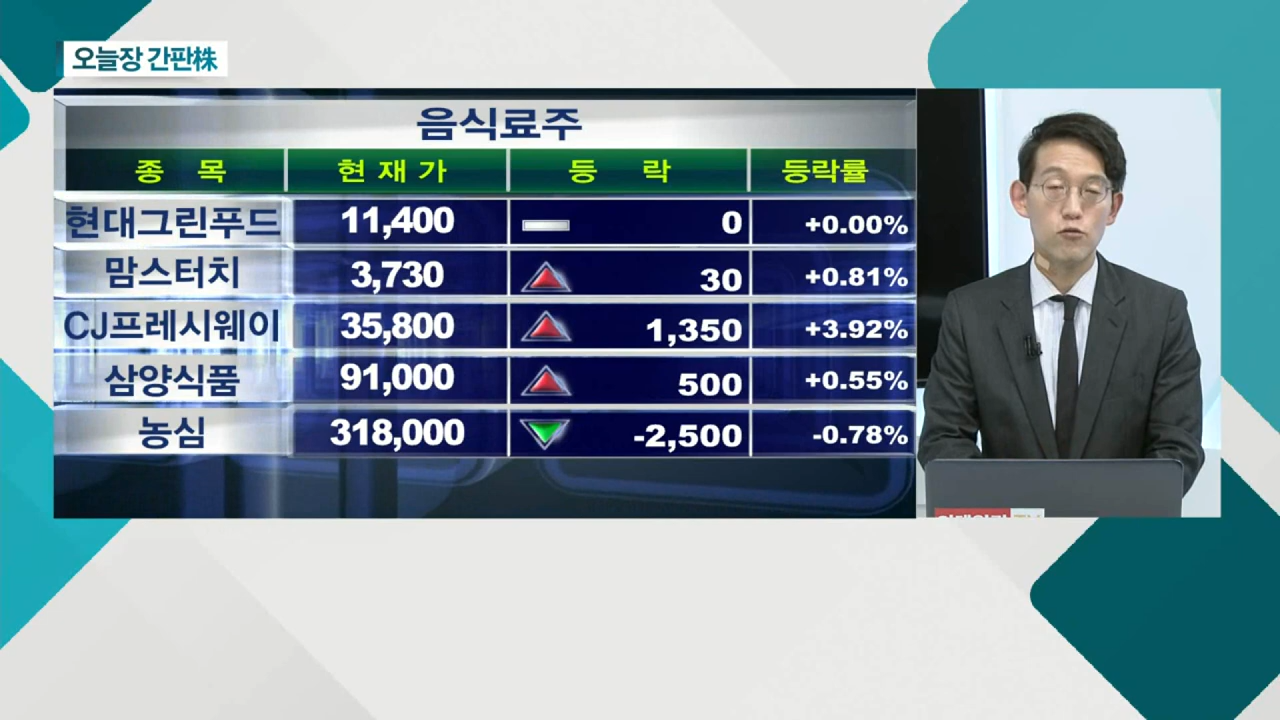 오늘장 간판株
음식료주
종 목 현 재 가 등 락 등락률
현대그린푸드 11,400 0 +0.00%
맘스터치 3,730 30 +0.81%
CJ프레시웨이 35,800 1,350 +3.92%
삼양식품 91,000 500 +0.55%
농심 318,000 -2,500 -0.78%